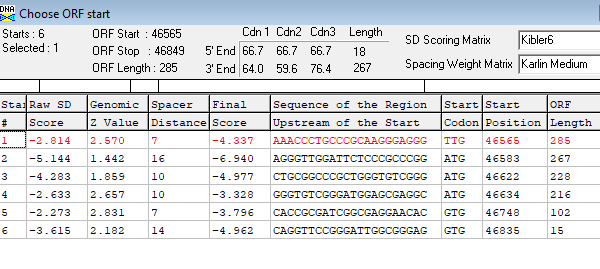 DNA Choose ORF start
Starts : 6 ORF Start : 46565 Cdn 1 Cdn2 Cdn3 Length SD Scoring Matrix Kibler6
Selected : 1 ORF Stop : 46849 5' End 66.7 66.7 66.7 18
ORF Length : 285 3' End 64.0 59.6 76.4 267 Spacing Weight Matrix Karlin Medium
Star Raw SD Genomic Spacer Final Sequence of the Region Start Start ORF
# Score Z Value Distance Score Upstream of the Start Codon Position Length
1 -2.814 2.570 7 -4.337 AAACCCTGCCCGCAAGGGAGGG TTG 46565 285
2 -5.144 1.442 16 -6.940 AGGGTTGGATTCTCCCGCCCGG ATG 46583 267
3 -4.283 1.859 10 -4.977 CTGCGGCCCGCTGGGTGTCGGG ATG 46622 228
4 -2.633 2.657 10 -3.328 GGGTGTCGGGATGGAGCGAGGC ATG 46634 216
5 -2.273 2.831 7 -3.796 CACCGCGATCGGCGAGGAACAC GTG 46748 102
6 -3.615 2.182 14 -4.962 CAGGTTCCGGGATTGGCGGGAG GTG 46835 15